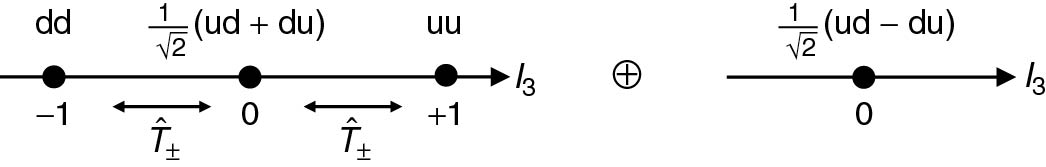 dd 1/√2 (ud + du) uu 1/√2 (ud − du)
I₃ ⊕ I₃
−1 0 +1 0
T̂± T̂±